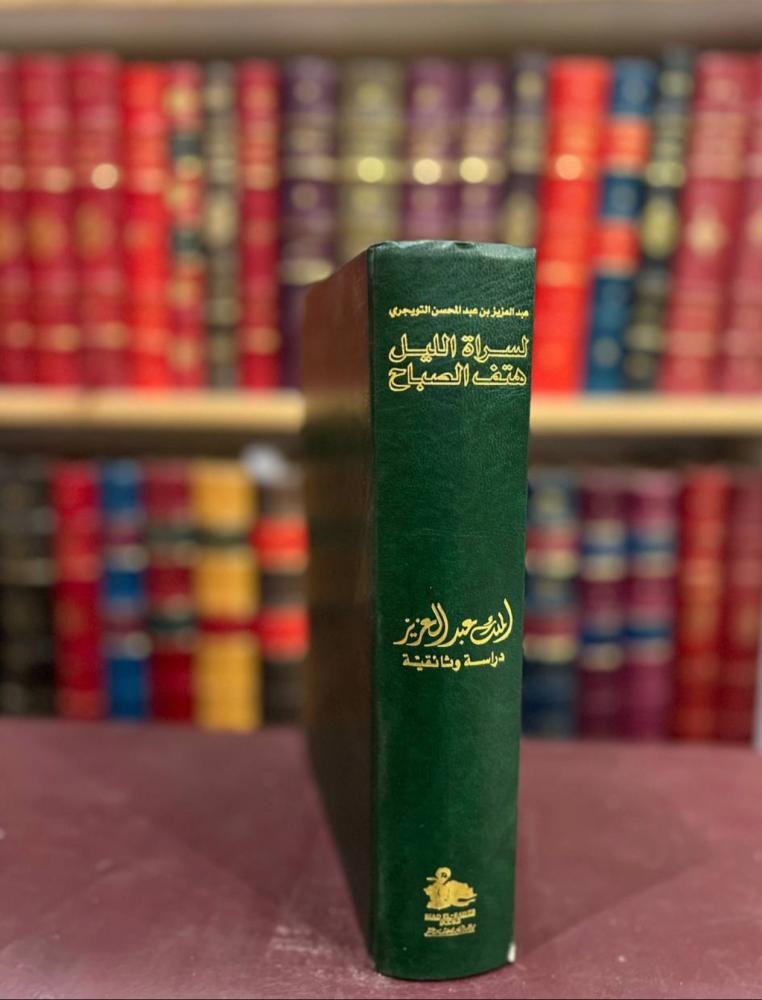 عبد العزيز بن عبد المحسن التويجري
لسراة الليل
هتف الصباح
الملك عبد العزيز
دراسة وثائقية